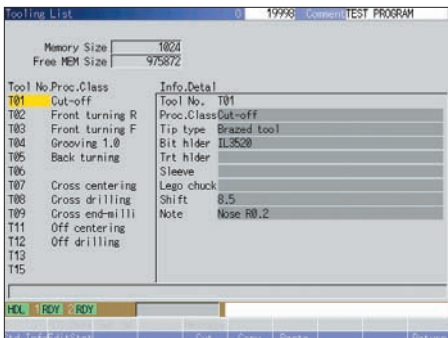 Tooling List 0 19998 Comment TEST PROGRAM
Memory Size 1024
Free MEM Size 975872
Tool No.Proc.Class Info.Detal
T01 Cut-off Tool No. T01
T02 Front turning R Proc.Class Cut-off
T03 Front turning F Tip type Brazed tool
T04 Grooving 1.0 Bit hlder IL3520
T05 Back turning Trt hlder
T06 Sleeve
T07 Cross centering Lego chuck
T08 Cross drilling Shift 8.5
T09 Cross end-milli Note Nose R0.2
T11 Off centering
T12 Off drilling
T13
T15
HDL 1 RDY 2 RDY
Cut Copy Paste Return